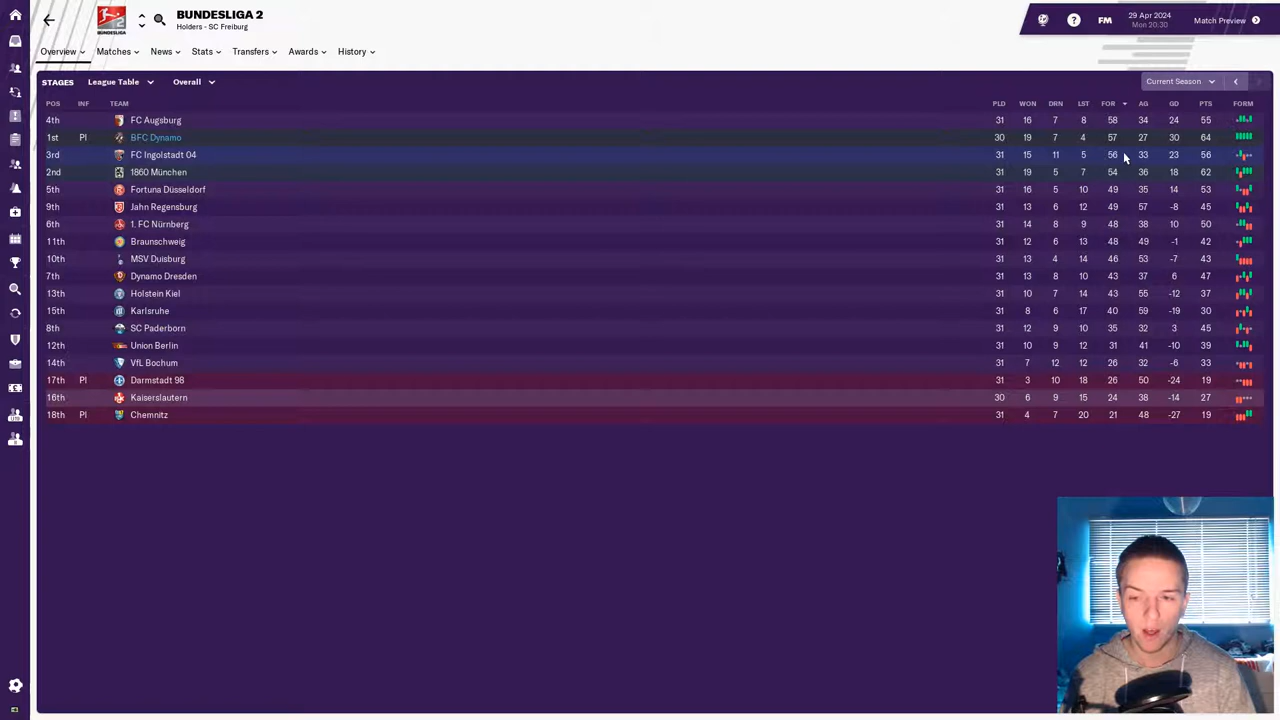 BUNDESLIGA 2
Holders - SC Freiburg
29 Apr 2024
Mon 20:30
FM
Match Preview
Overview Matches News Stats Transfers Awards History
STAGES League Table Overall Current Season
POS INF TEAM PLD WON DRN LST FOR AG GD PTS FORM
4th FC Augsburg 31 16 7 8 58 34 24 55
1st Pl BFC Dynamo 30 19 7 4 57 27 30 64
3rd FC Ingolstadt 04 31 15 11 5 56 33 23 56
2nd 1860 München 31 19 5 7 54 36 18 62
5th Fortuna Düsseldorf 31 16 5 10 49 35 14 53
9th Jahn Regensburg 31 13 6 12 49 57 -8 45
6th 1. FC Nürnberg 31 14 8 9 48 38 10 50
11th Braunschweig 31 12 6 13 48 49 -1 42
10th MSV Duisburg 31 13 4 14 46 53 -7 43
7th Dynamo Dresden 31 13 8 10 43 37 6 47
13th Holstein Kiel 31 10 7 14 43 55 -12 37
15th Karlsruhe 31 8 6 17 40 59 -19 30
8th SC Paderborn 31 12 9 10 35 32 3 45
12th Union Berlin 31 10 9 12 31 41 -10 39
14th VfL Bochum 31 7 12 12 26 32 -6 33
17th Pl Darmstadt 98 31 3 10 18 26 50 -24 19
16th Kaiserslautern 30 6 9 15 24 38 -14 27
18th Pl Chemnitz 31 4 7 20 21 48 -27 19